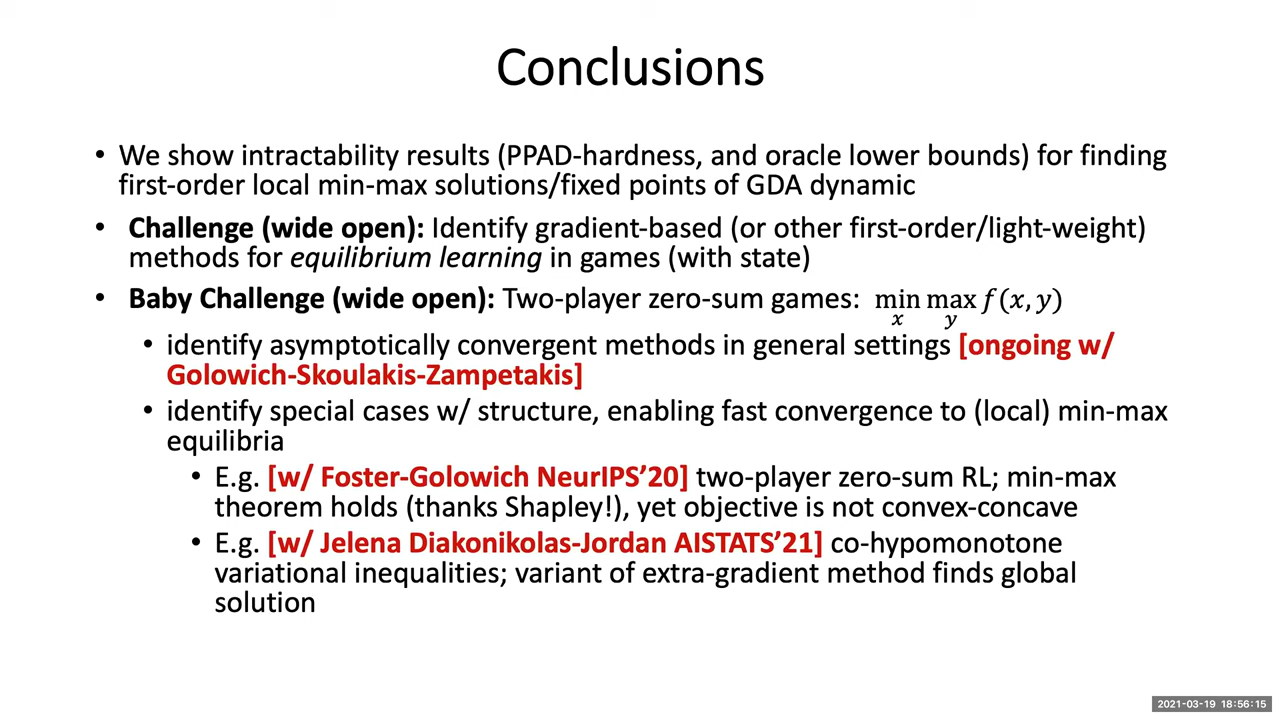 Conclusions
• We show intractability results (PPAD-hardness, and oracle lower bounds) for finding
first-order local min-max solutions/fixed points of GDA dynamic
• Challenge (wide open): Identify gradient-based (or other first-order/light-weight)
methods for equilibrium learning in games (with state)
• Baby Challenge (wide open): Two-player zero-sum games: min max f(x, y)
x y
• identify asymptotically convergent methods in general settings [ongoing w/
Golowich-Skoulakis-Zampetakis]
• identify special cases w/ structure, enabling fast convergence to (local) min-max
equilibria
• E.g. [w/ Foster-Golowich NeurIPS’20] two-player zero-sum RL; min-max
theorem holds (thanks Shapley!), yet objective is not convex-concave
• E.g. [w/ Jelena Diakonikolas-Jordan AISTATS’21] co-hypomonotone
variational inequalities; variant of extra-gradient method finds global
solution
2021-03-19 18:56:15